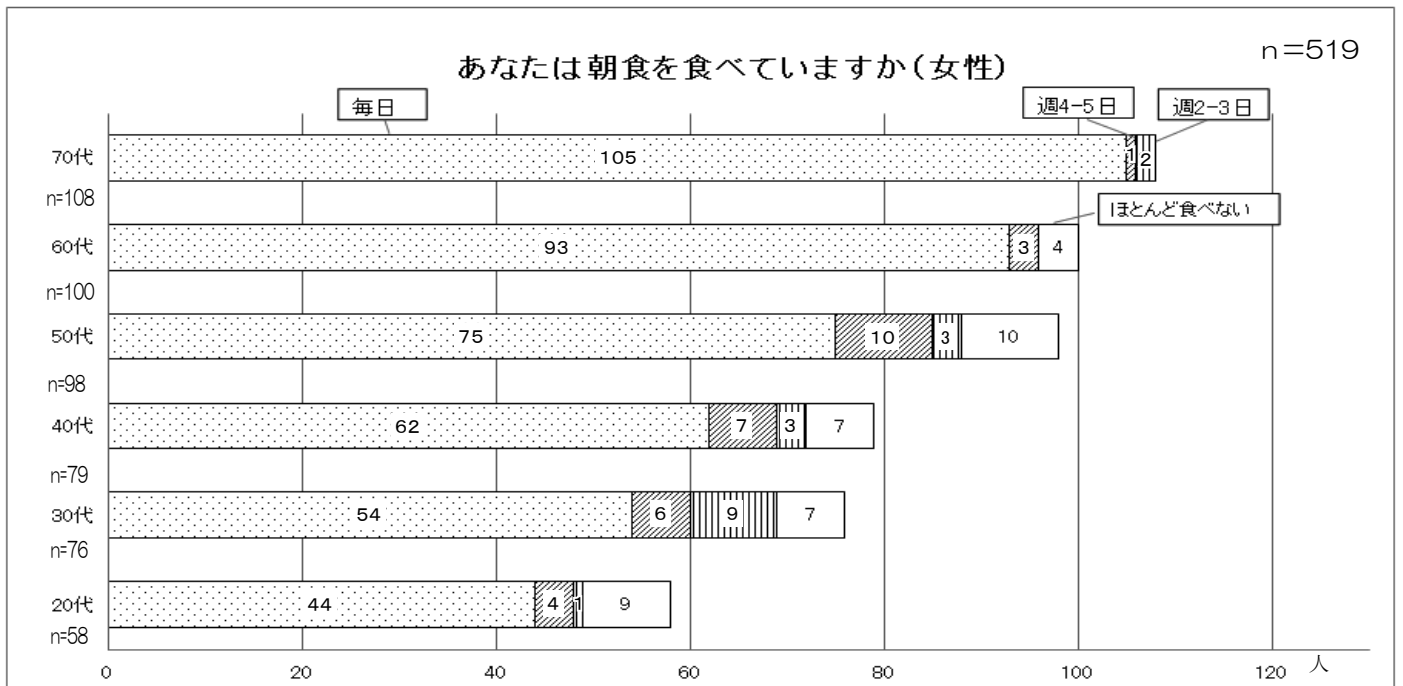 n=519
あなたは朝食を食べていますか(女性)
毎日
週4-5日
週2-3日
70代
105
1
2
n=108
ほとんど食べない
60代
93
3
4
n=100
50代
75
10
3
10
n=98
40代
62
7
3
7
n=79
30代
54
6
9
7
n=76
20代
44
4
1
9
n=58
0
20
40
60
80
100
120
人